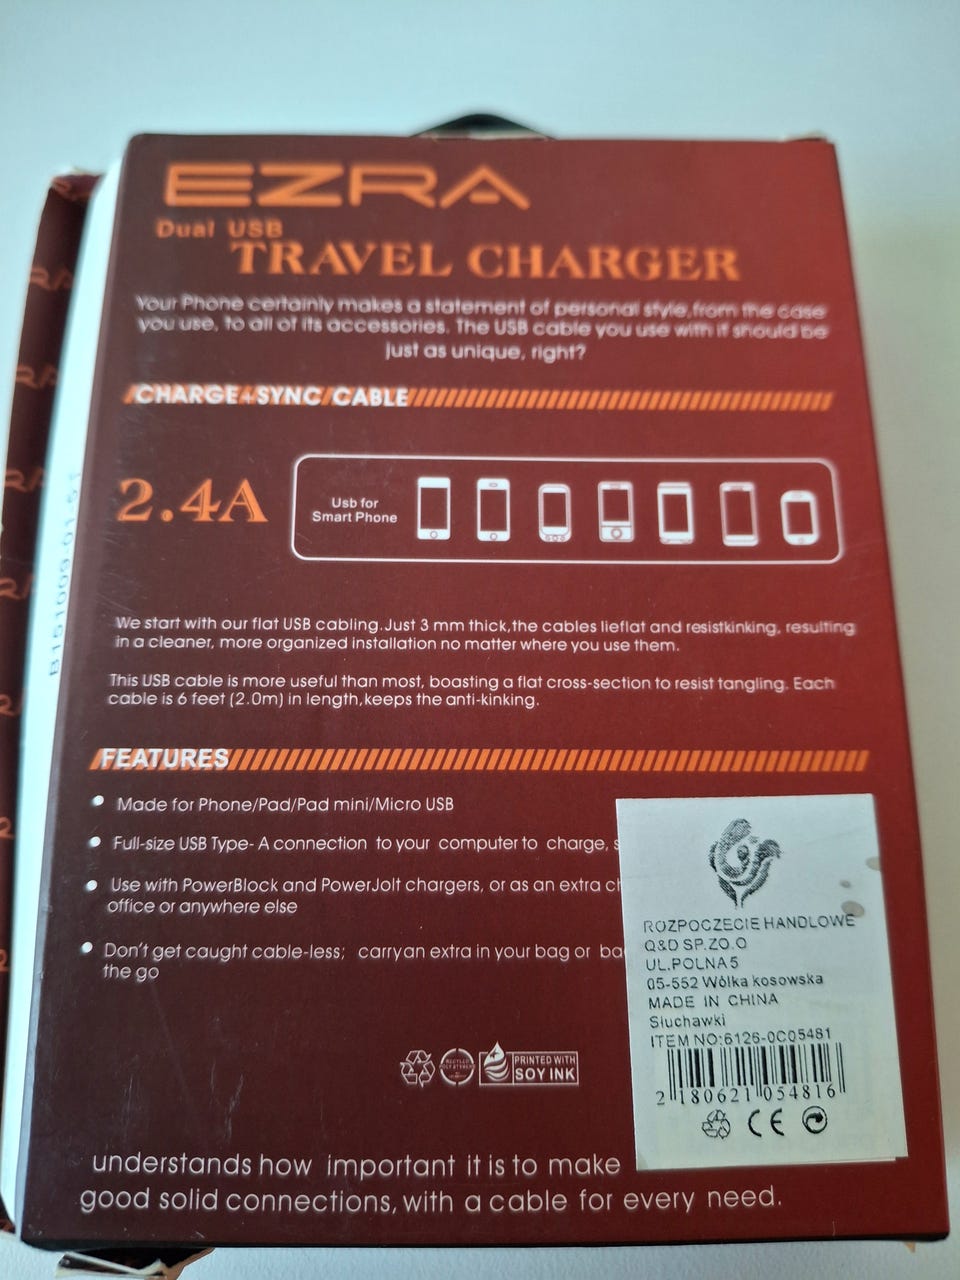 EZRA
Dual USB
TRAVEL CHARGER
Your Phone certainly makes a statement of personal style,from the case
you use, to all of its accessories. The USB cable you use with it should be
just as unique, right?
CHARGE+SYNC CABLE
2.4A
Usb for
Smart Phone
We start with our flat USB cabling.Just 3 mm thick,the cables lieflat and resistkinking, resulting
in a cleaner, more organized installation no matter where you use them.
This USB cable is more useful than most, boasting a flat cross-section to resist tangling. Each
cable is 6 feet (2.0m) in length,keeps the anti-kinking.
FEATURES
Made for Phone/Pad/Pad mini/Micro USB
Full-size USB Type- A connection to your computer to charge, s
Use with PowerBlock and PowerJolt chargers, or as an extra ch
office or anywhere else
Don't get caught cable-less; carryan extra in your bag or ba
the go
PRINTED WITH
SOY INK
understands how important it is to make
good solid connections,with a cable for every need.
ROZPOCZECIE HANDLOWE
Q&D SP.ZO.O
UL.POLNA5
05-552 Wólka kosowska
MADE IN CHINA
Słuchawki
ITEM NO:6126-0C05481
2 180621 054816
CE